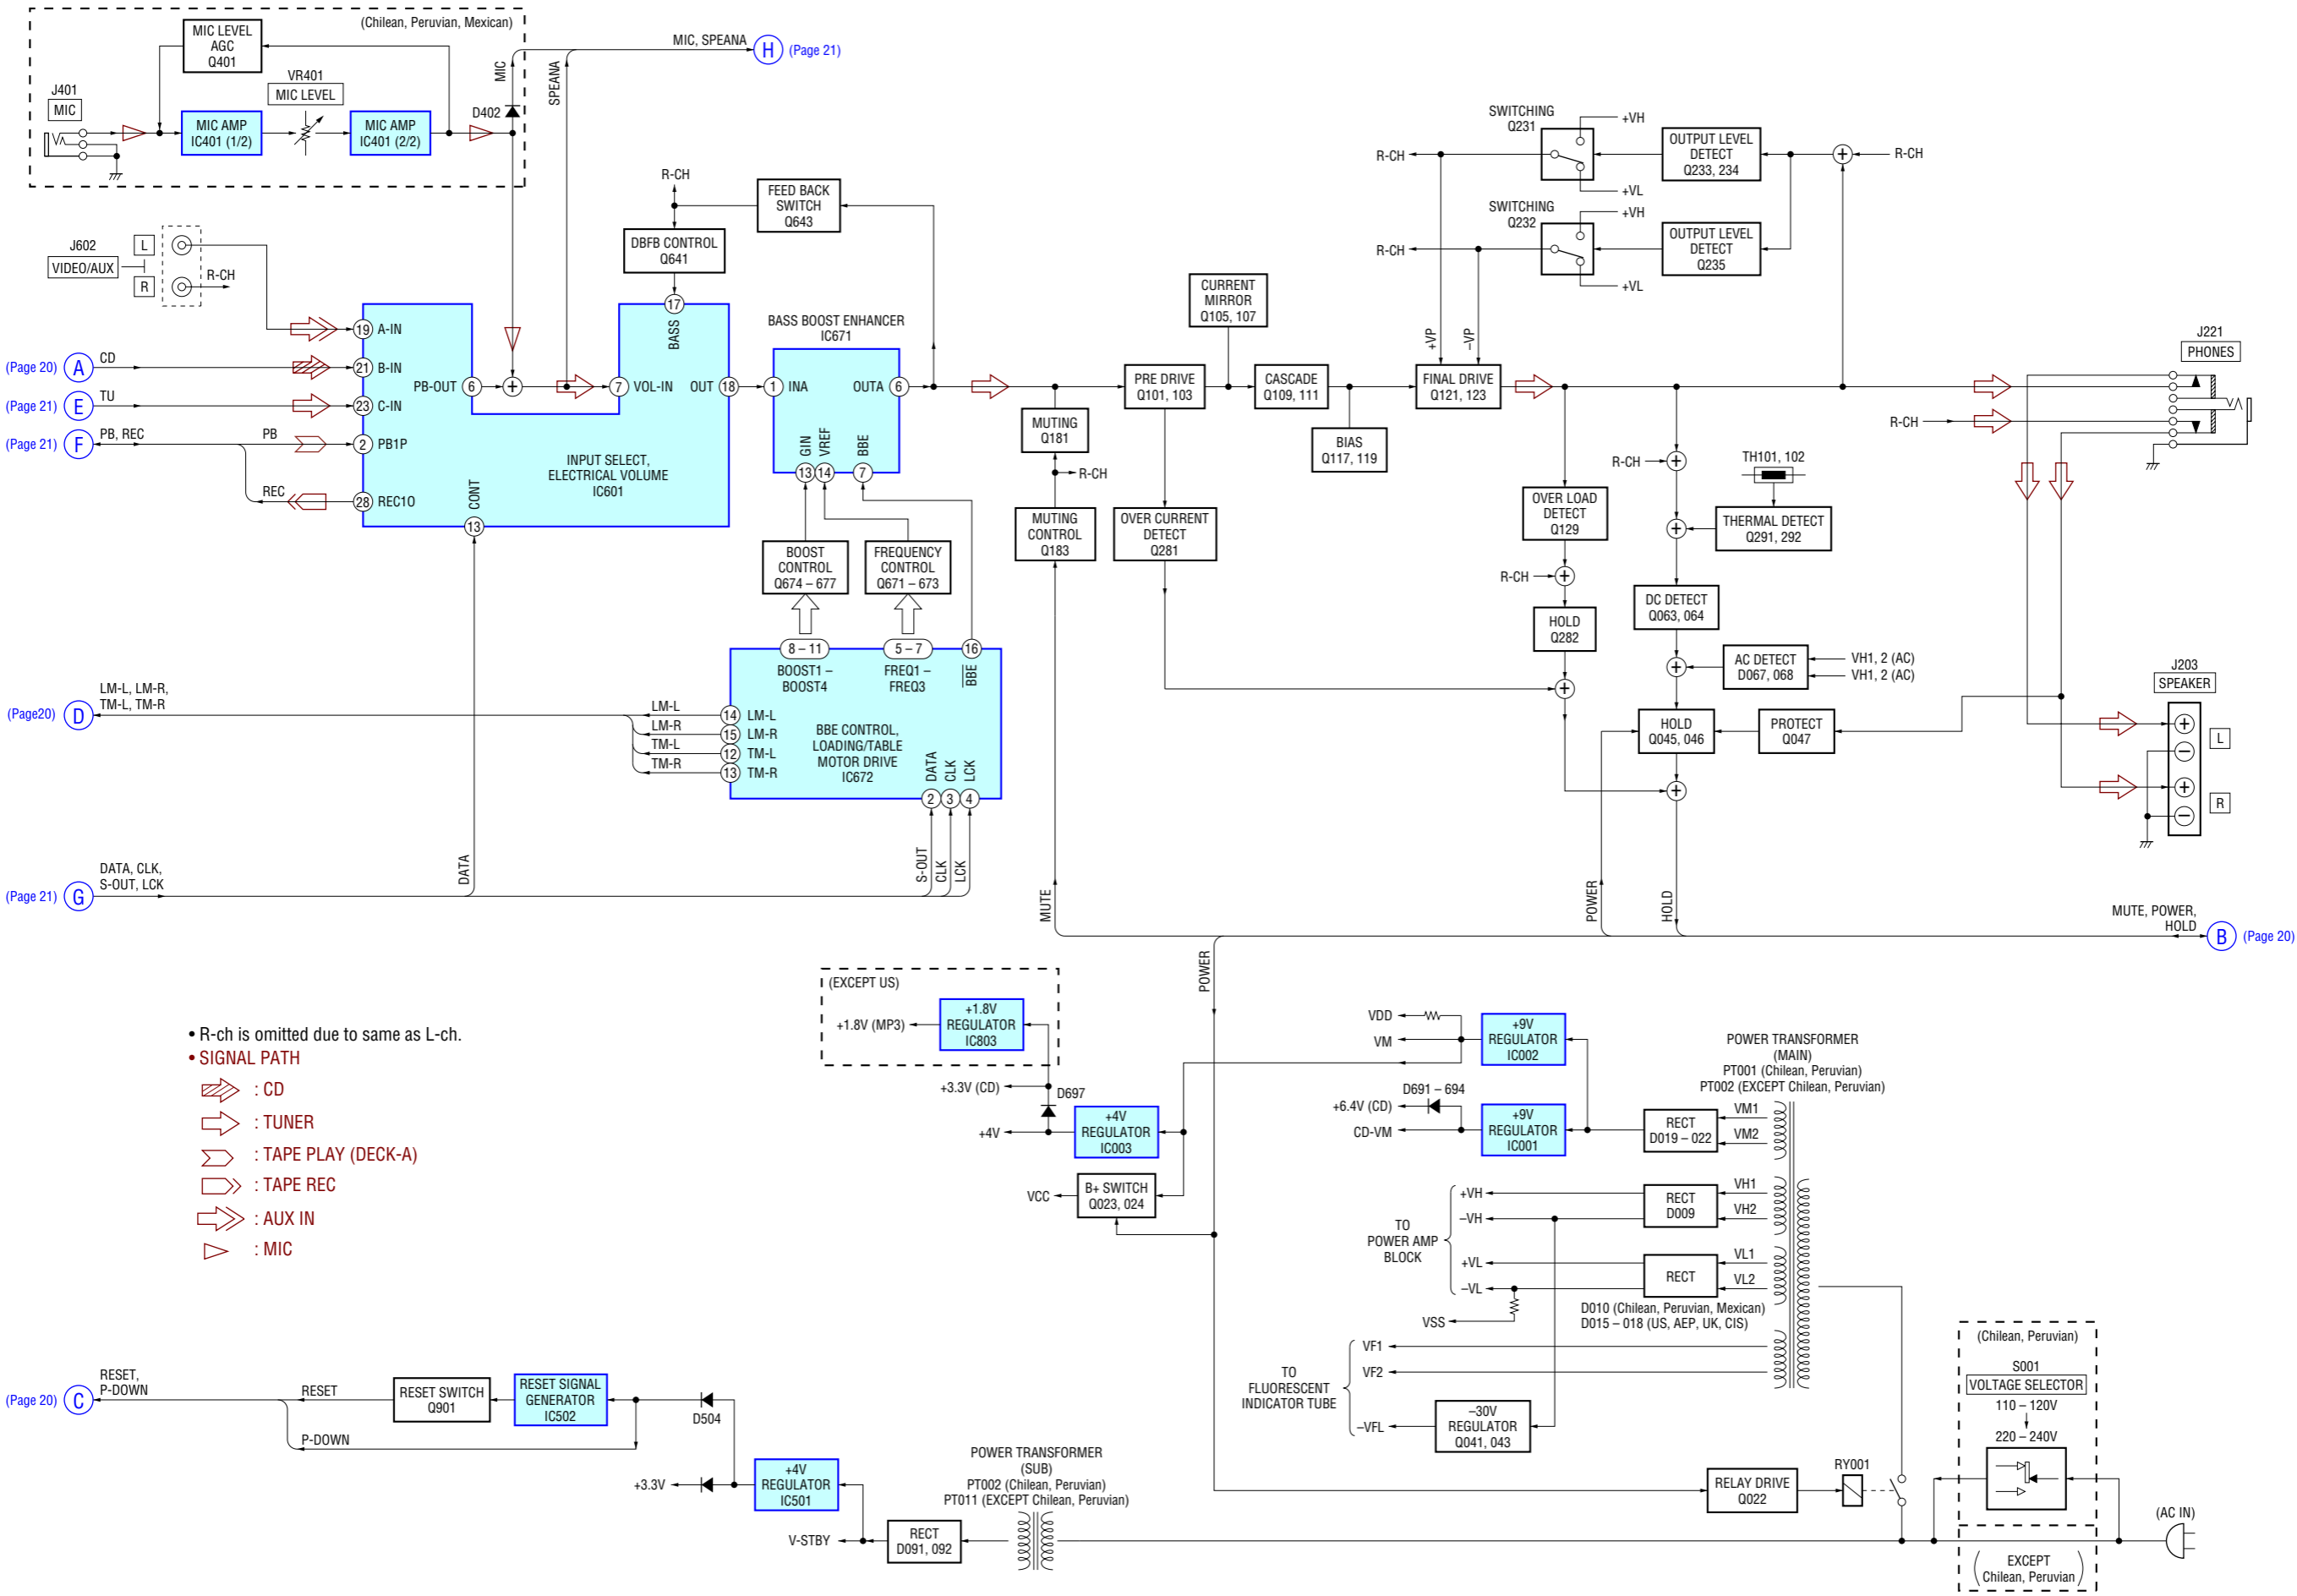 (Chilean, Peruvian, Mexican)
MIC LEVEL
AGC
Q401
VR401
MIC LEVEL
J401
MIC
MIC AMP
IC401 (1/2)
MIC AMP
IC401 (2/2)
D402
MIC
SPEANA
MIC, SPEANA
H (Page 21)
J602
VIDEO/AUX
L
R
R-CH
R-CH
FEED BACK
SWITCH
Q643
DBFB CONTROL
Q641
(Page 20) A CD
(Page 21) E TU
(Page 21) F PB, REC
PB
REC
19 A-IN
21 B-IN
23 C-IN
2 PB1P
28 REC1O
PB-OUT 6
+
7 VOL-IN
17
BASS
OUT 18
CONT
13
INPUT SELECT,
ELECTRICAL VOLUME
IC601
BASS BOOST ENHANCER
IC671
1 INA
OUTA 6
GIN
VREF
BBE
13 14 7
BOOST
CONTROL
Q674 – 677
FREQUENCY
CONTROL
Q671 – 673
8 – 11
5 – 7
16
BOOST1 –
BOOST4
FREQ1 –
FREQ3
BBE
BBE CONTROL,
LOADING/TABLE
MOTOR DRIVE
IC672
LM-L 14 LM-L
LM-R 15 LM-R
TM-L 12 TM-L
TM-R 13 TM-R
DATA
CLK
LCK
2 3 4
S-OUT
CLK
LCK
LM-L, LM-R,
TM-L, TM-R
(Page20) D
DATA, CLK,
S-OUT, LCK
(Page 21) G
DATA
MUTING
Q181
R-CH
MUTING
CONTROL
Q183
MUTE
PRE DRIVE
Q101, 103
CURRENT
MIRROR
Q105, 107
CASCADE
Q109, 111
BIAS
Q117, 119
FINAL DRIVE
Q121, 123
+VP
–VP
OVER CURRENT
DETECT
Q281
SWITCHING
Q231
+VH
+VL
R-CH
OUTPUT LEVEL
DETECT
Q233, 234
+
R-CH
SWITCHING
Q232
+VH
+VL
R-CH
OUTPUT LEVEL
DETECT
Q235
OVER LOAD
DETECT
Q129
R-CH +
HOLD
Q282
+
R-CH +
TH101, 102
THERMAL DETECT
Q291, 292
+
DC DETECT
Q063, 064
+
AC DETECT
D067, 068
VH1, 2 (AC)
VH1, 2 (AC)
HOLD
Q045, 046
PROTECT
Q047
+
POWER
HOLD
R-CH
J221
PHONES
J203
SPEAKER
+
–
L
+
–
R
MUTE, POWER,
HOLD
B (Page 20)
POWER
(EXCEPT US)
+1.8V (MP3)
+1.8V
REGULATOR
IC803
+3.3V (CD)
D697
+4V
+4V
REGULATOR
IC003
VCC
B+ SWITCH
Q023, 024
VDD
VM
+9V
REGULATOR
IC002
D691 – 694
+6.4V (CD)
CD-VM
+9V
REGULATOR
IC001
RECT
D019 – 022
VM1
VM2
POWER TRANSFORMER
(MAIN)
PT001 (Chilean, Peruvian)
PT002 (EXCEPT Chilean, Peruvian)
TO
POWER AMP
BLOCK
+VH
–VH
+VL
–VL
RECT
D009
VH1
VH2
RECT
VL1
VL2
D010 (Chilean, Peruvian, Mexican)
D015 – 018 (US, AEP, UK, CIS)
VSS
TO
FLUORESCENT
INDICATOR TUBE
VF1
VF2
–VFL
–30V
REGULATOR
Q041, 043
• R-ch is omitted due to same as L-ch.
• SIGNAL PATH
: CD
: TUNER
: TAPE PLAY (DECK-A)
: TAPE REC
: AUX IN
: MIC
RESET,
P-DOWN
(Page 20) C
RESET
P-DOWN
RESET SWITCH
Q901
RESET SIGNAL
GENERATOR
IC502
D504
+3.3V
+4V
REGULATOR
IC501
V-STBY
RECT
D091, 092
POWER TRANSFORMER
(SUB)
PT002 (Chilean, Peruvian)
PT011 (EXCEPT Chilean, Peruvian)
RELAY DRIVE
Q022
RY001
(Chilean, Peruvian)
S001
VOLTAGE SELECTOR
110 – 120V
220 – 240V
(AC IN)
(EXCEPT
Chilean, Peruvian)